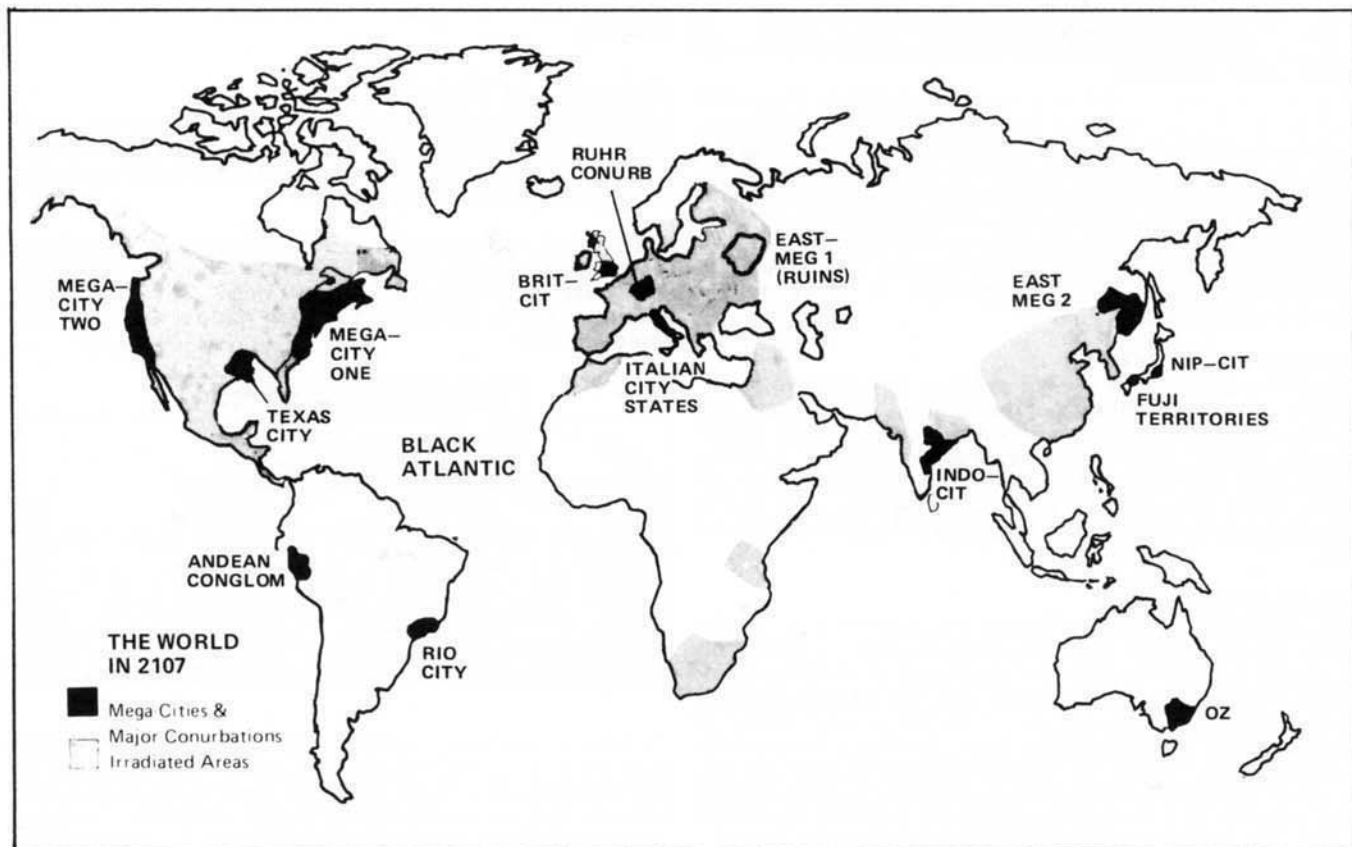 RUHR
CONURB
MEGA–
CITY
TWO
MEGA–
CITY
ONE
TEXAS
CITY
BRIT–
CIT
EAST–
MEG 1
(RUINS)
EAST
MEG 2
NIP–CIT
FUJI
TERRITORIES
ITALIAN
CITY
STATES
BLACK
ATLANTIC
INDO–
CIT
ANDEAN
CONGLOM
RIO
CITY
OZ
THE WORLD
IN 2107
Mega Cities &
Major Conurbations
Irradiated Areas